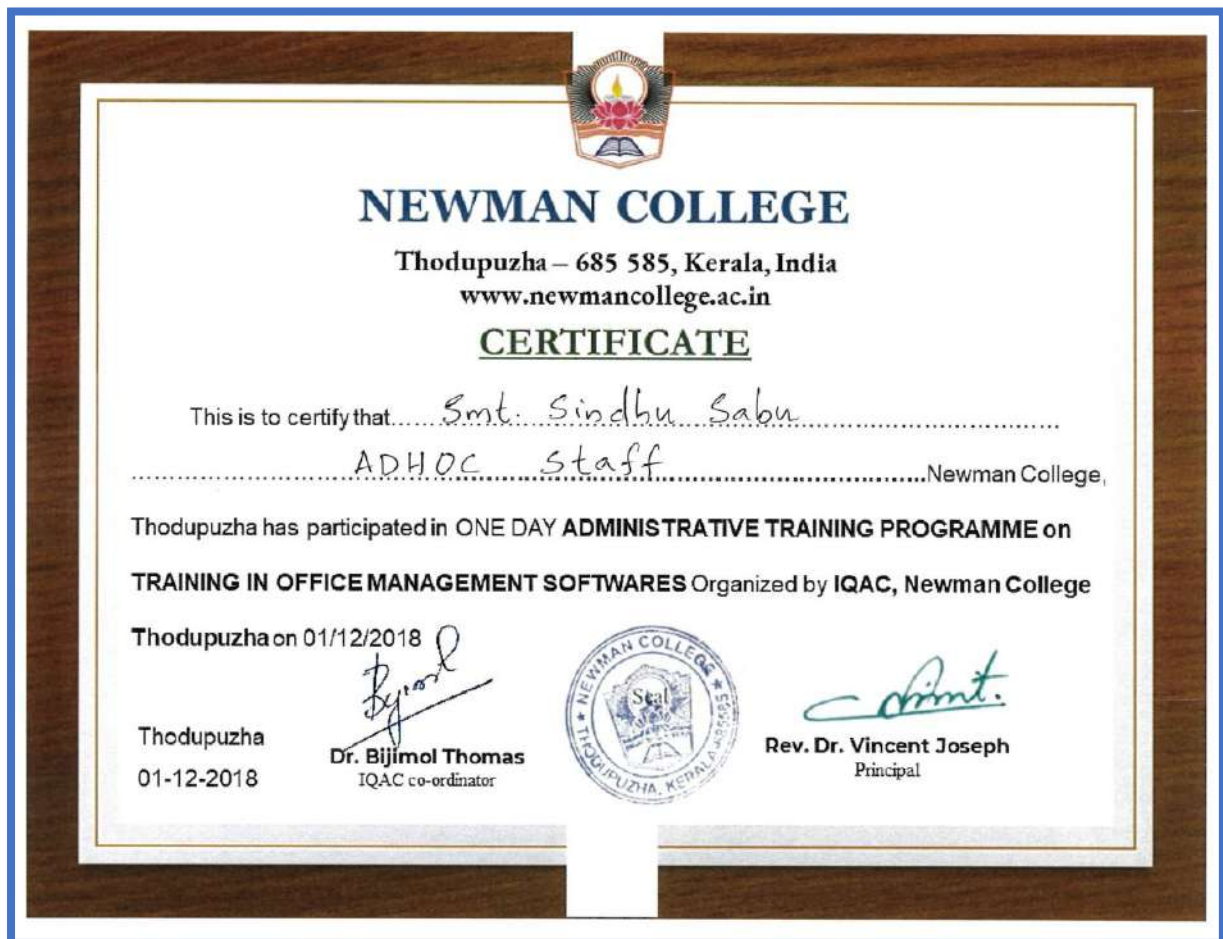 NEWMAN COLLEGE
Thodupuzha – 685 585, Kerala, India
www.newmancollege.ac.in
CERTIFICATE
This is to certify that...... Smt. Sindhu Sabu
ADHOC Staff Newman College,
Thodupuzha has participated in ONE DAY ADMINISTRATIVE TRAINING PROGRAMME on
TRAINING IN OFFICE MANAGEMENT SOFTWARES Organized by IQAC, Newman College
Thodupuzha on 01/12/2018
Thodupuzha
01-12-2018
Dr. Bijimol Thomas
IQAC co-ordinator
★ NEWMAN COLLEGE ★
THODUPUZHA, KERALA-685585
Seal
Rev. Dr. Vincent Joseph
Principal